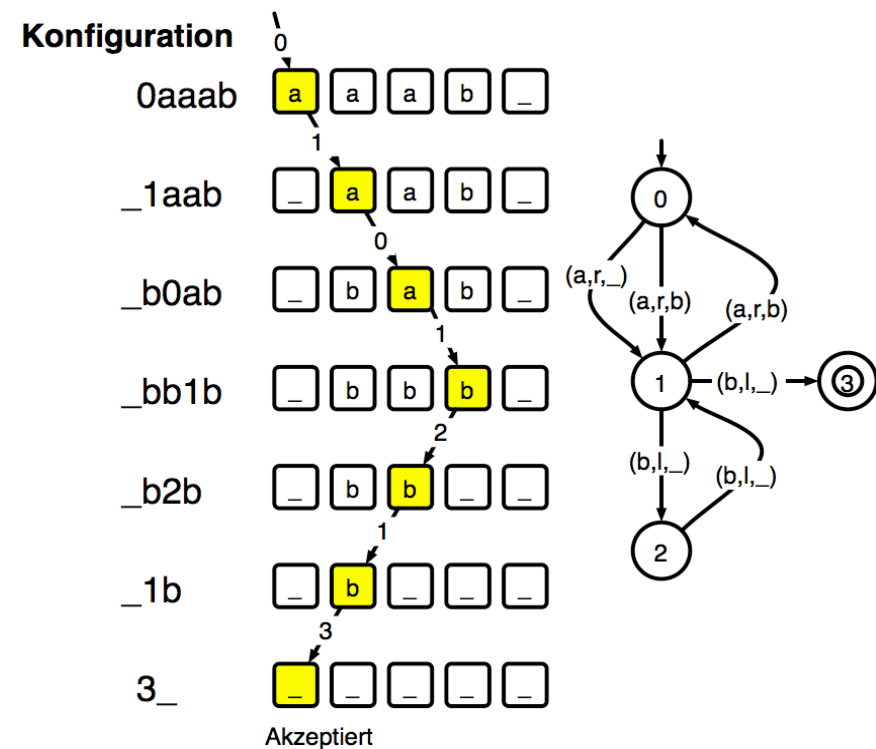 Konfiguration
0
0aaab a a a b _
1
_1aab _ a a b _
0
_b0ab _ b a b _
1
_bb1b _ b b b _
2
_b2b _ b b _ _
1
_1b _ b _ _ _
3
3_ _ _ _ _ _
Akzeptiert
0
(a,r,_)
(a,r,b)
(a,r,b)
1
(b,l,_)
3
(b,l,_)
(b,l,_)
2